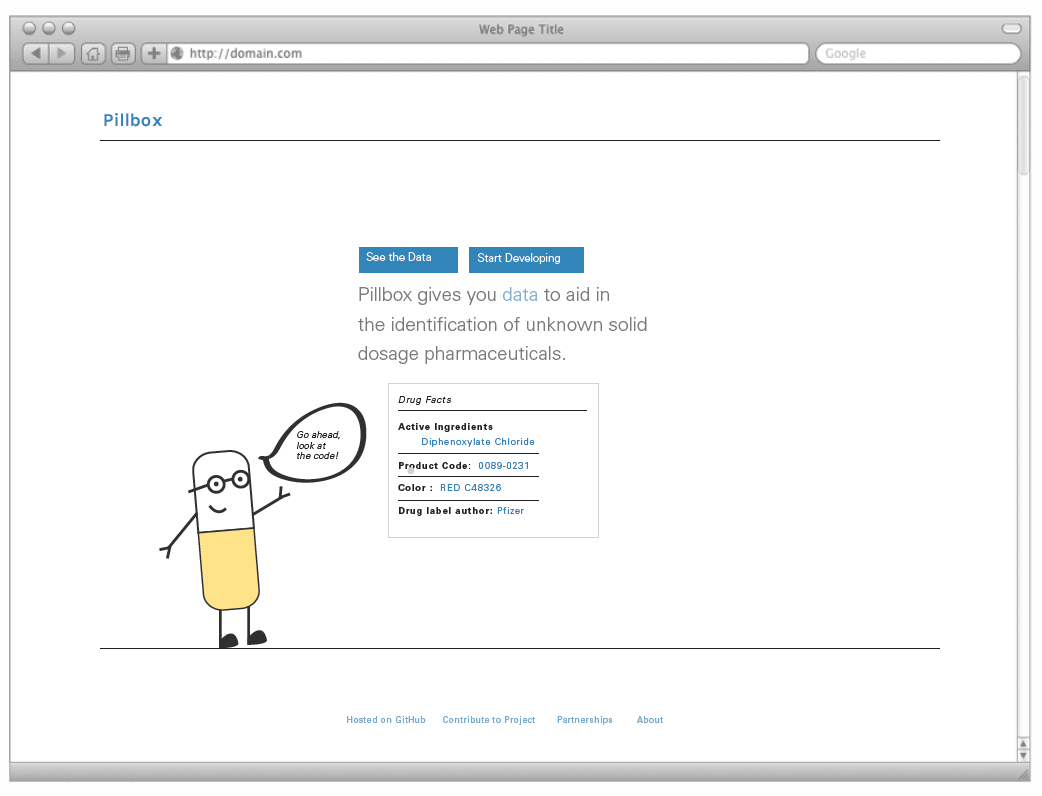 Web Page Title
http://domain.com
Google
Pillbox
See the Data
Start Developing
Pillbox gives you data to aid in
the identification of unknown solid
dosage pharmaceuticals.
Drug Facts
Active Ingredients
Diphenoxylate Chloride
Product Code: 0089-0231
Color : RED C48326
Drug label author: Pfizer
Go ahead,
look at
the code!
Hosted on GitHub
Contribute to Project
Partnerships
About